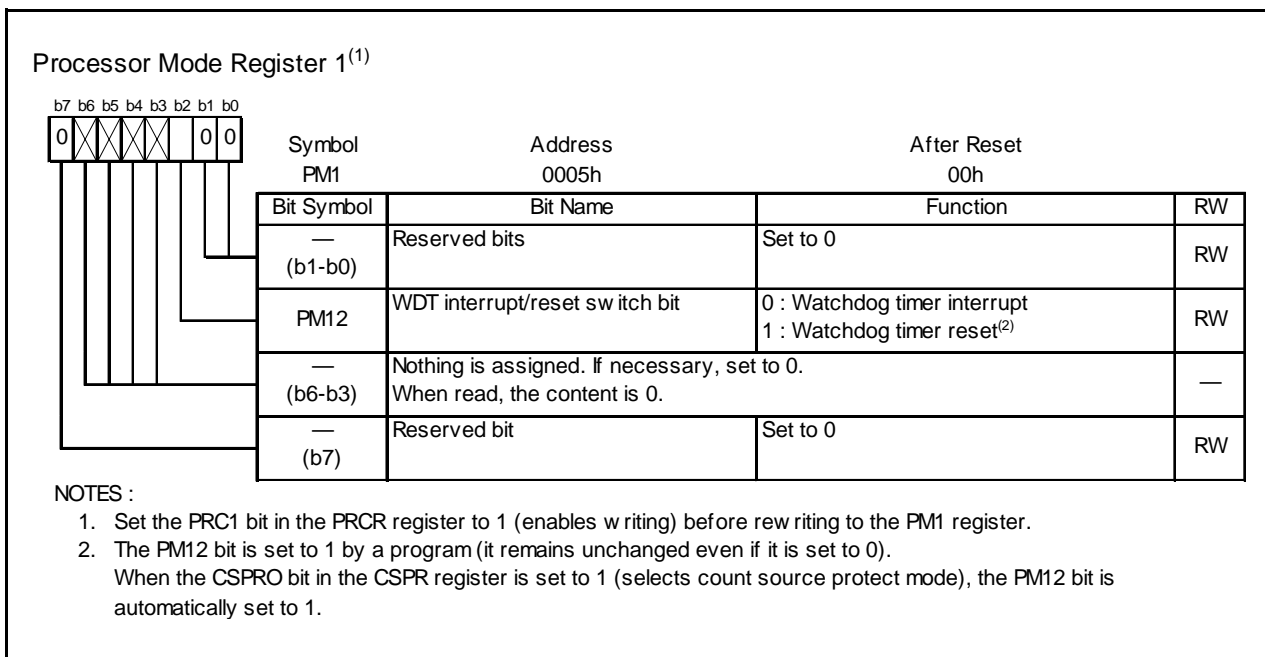 Processor Mode Register 1(1)
b7 b6 b5 b4 b3 b2 b1 b0
0 0 0
Symbol Address After Reset
PM1 0005h 00h
Bit Symbol Bit Name Function RW
— (b1-b0) Reserved bits Set to 0 RW
PM12 WDT interrupt/reset switch bit 0 : Watchdog timer interrupt RW
1 : Watchdog timer reset(2)
— (b6-b3) Nothing is assigned. If necessary, set to 0. —
When read, the content is 0.
— (b7) Reserved bit Set to 0 RW
NOTES :
1. Set the PRC1 bit in the PRCR register to 1 (enables writing) before rewriting to the PM1 register.
2. The PM12 bit is set to 1 by a program (it remains unchanged even if it is set to 0).
When the CSPRO bit in the CSPR register is set to 1 (selects count source protect mode), the PM12 bit is
automatically set to 1.